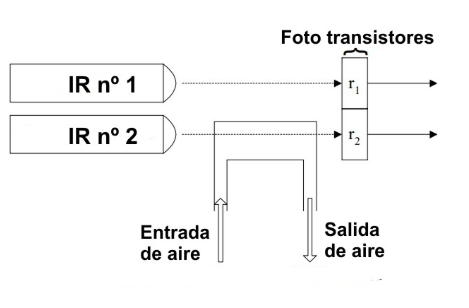 Foto transistores
IR nº 1
r1
IR nº 2
r2
Entrada
de aire
Salida
de aire